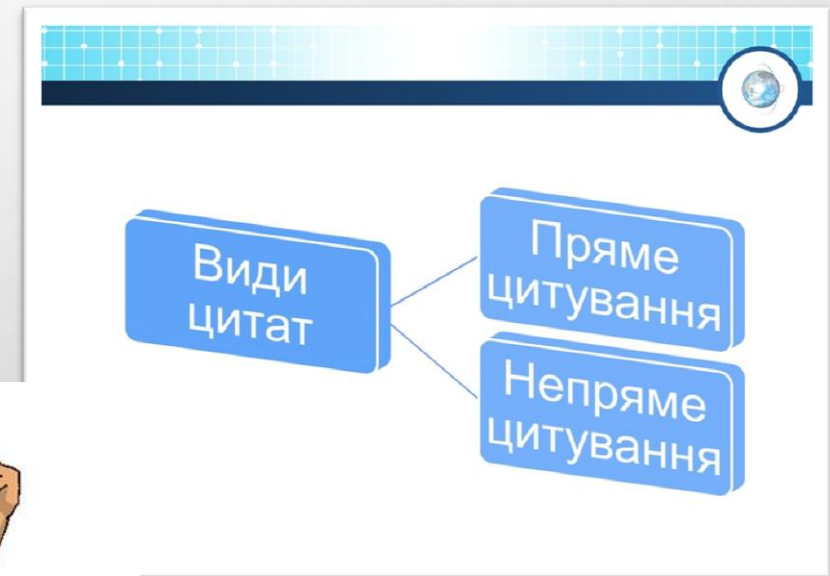 Види
цитат
Пряме
цитування
Непряме
цитування